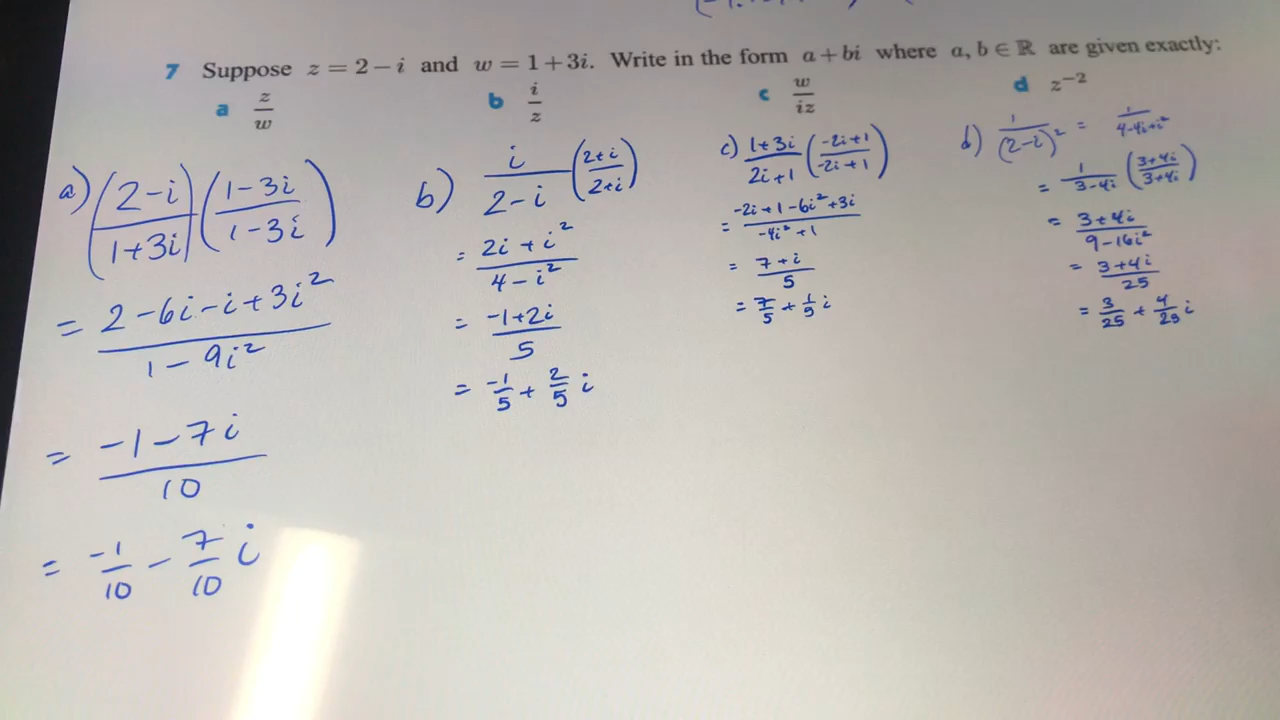 7 Suppose z = 2 − i and w = 1 + 3i. Write in the form a + bi where a, b ∈ ℝ are given exactly:
a z/w b i/z c w/iz d z⁻²
a) ((2-i)/(1+3i)) ((1-3i)/(1-3i))
= (2-6i-i+3i²)/(1-9i²)
= (-1-7i)/10
= -1/10 - 7/10 i
b) i/(2-i) ((2+i)/(2+i))
= (2i+i²)/(4-i²)
= (-1+2i)/5
= -1/5 + 2/5 i
c) (1+3i)/(2i+1) ((-2i+1)/(-2i+1))
= (-2i+1-6i²+3i)/(-4i²+1)
= (7+i)/5
= 7/5 + 1/5 i
d) 1/(2-i)² = 1/(4-4i+i²)
= 1/(3-4i) ((3+4i)/(3+4i))
= (3+4i)/(9-16i²)
= (3+4i)/25
= 3/25 + 4/25 i